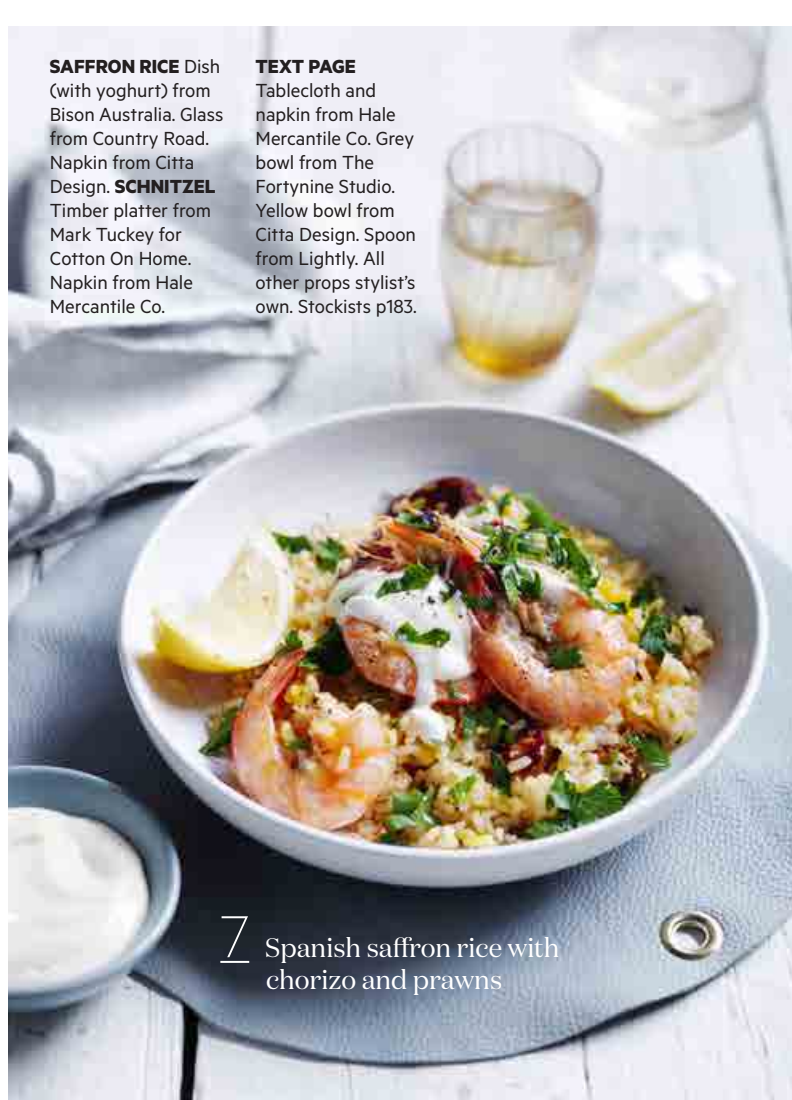 SAFFRON RICE Dish
(with yoghurt) from
Bison Australia. Glass
from Country Road.
Napkin from Citta
Design. SCHNITZEL
Timber platter from
Mark Tuckey for
Cotton On Home.
Napkin from Hale
Mercantile Co.
TEXT PAGE
Tablecloth and
napkin from Hale
Mercantile Co. Grey
bowl from The
Fortynine Studio.
Yellow bowl from
Citta Design. Spoon
from Lightly. All
other props stylist’s
own. Stockists p183.
7 Spanish saffron rice with
chorizo and prawns